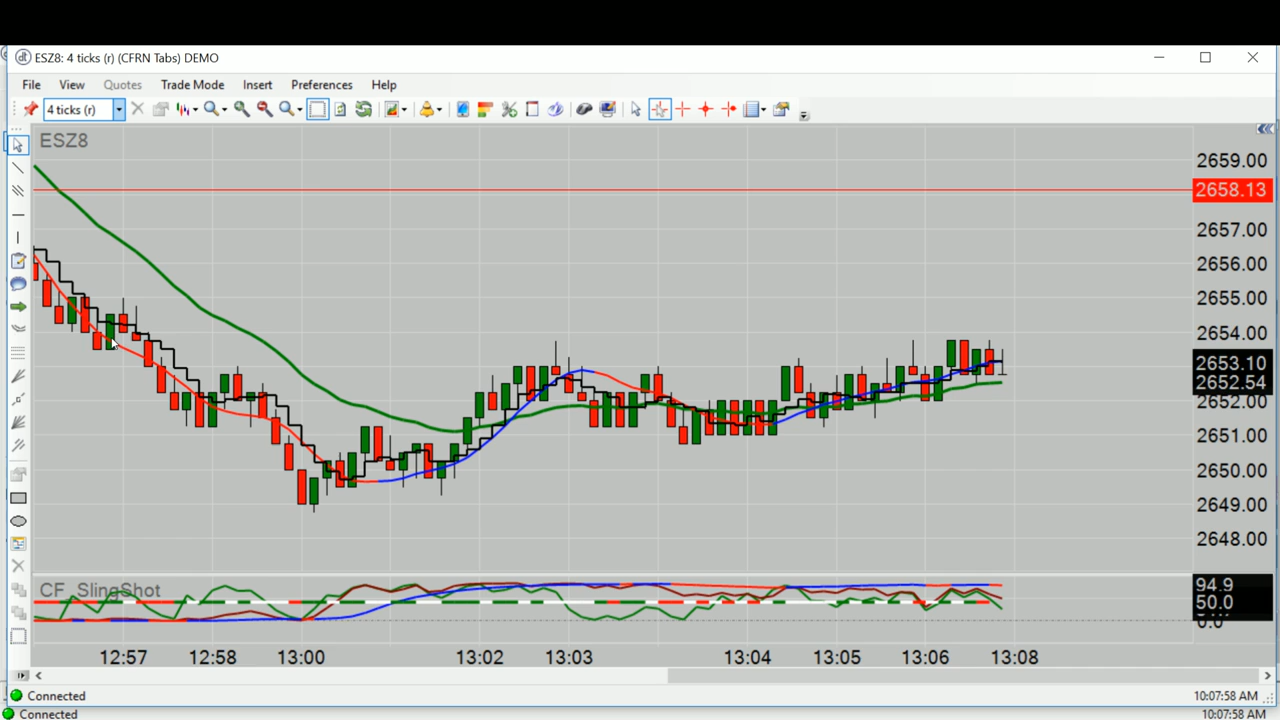 ESZ8: 4 ticks (r) (CFRN Tabs) DEMO
File View Quotes Trade Mode Insert Preferences Help
4 ticks (r)
ESZ8
2659.00
2658.13
2657.00
2656.00
2655.00
2654.00
2653.10
2652.54
2652.00
2651.00
2650.00
2649.00
2648.00
CF_SlingShot
94.9
50.0
0.0
12:57 12:58 13:00 13:02 13:03 13:04 13:05 13:06 13:08
Connected 10:07:58 AM
Connected 10:07:58 AM